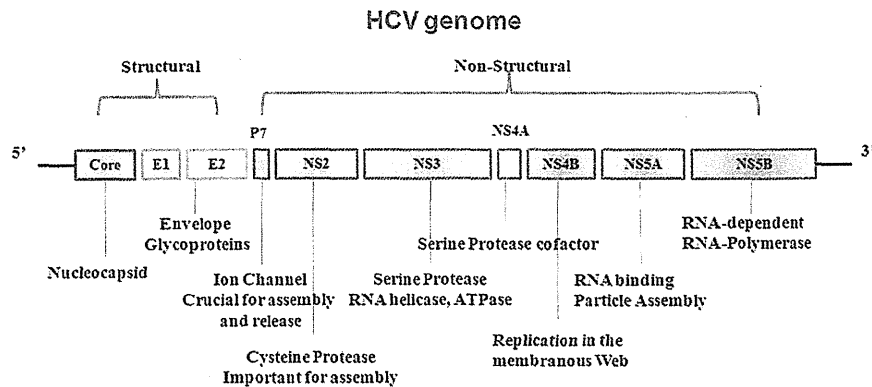 HCV genome
Structural
Non-Structural
P7
NS4A
5'
Core
E1
E2
NS2
NS3
NS4B
NS5A
NS5B
3'
Envelope
Glycoproteins
RNA-dependent
RNA-Polymerase
Serine Protease cofactor
Nucleocapsid
Ion Channel
Crucial for assembly
and release
Serine Protease
RNA helicase, ATPase
RNA binding
Particle Assembly
Replication in the
membranous Web
Cysteine Protease
Important for assembly